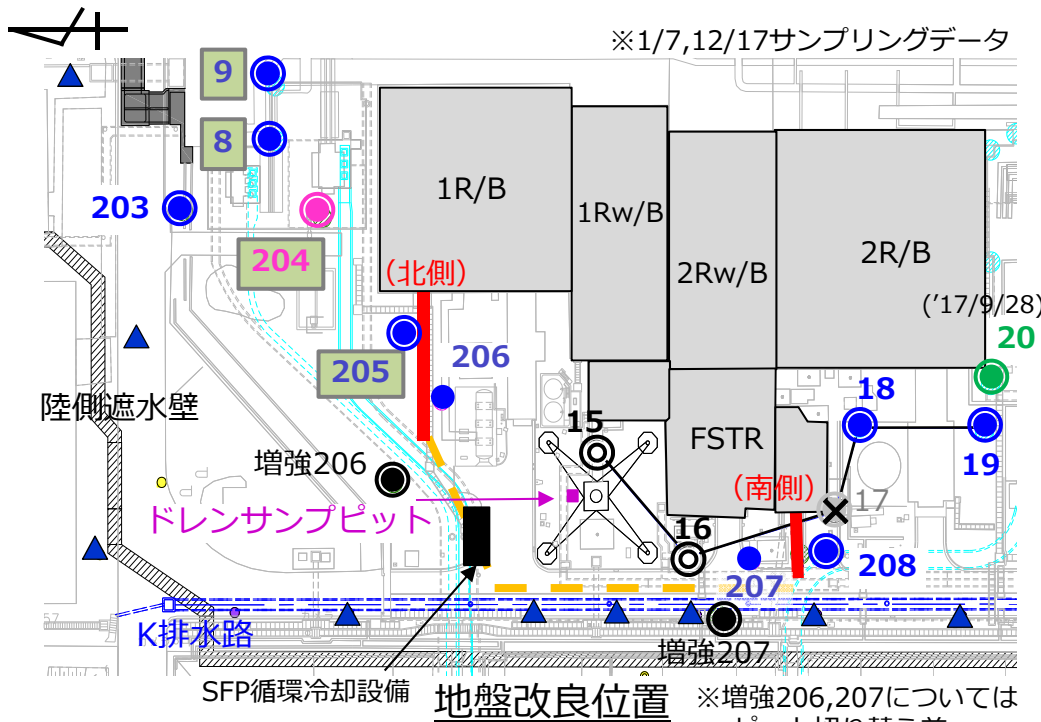 ※1/7,12/17サンプリングデータ
9
8
203
204
205
206
1R/B
1Rw/B
2Rw/B
2R/B
(北側)
('17/9/28)
20
18
19
陸側遮水壁
増強206
15
FSTR
(南側)
17
ドレンサンプピット
16
207
208
K排水路
増強207
SFP循環冷却設備
地盤改良位置
※増強206,207については